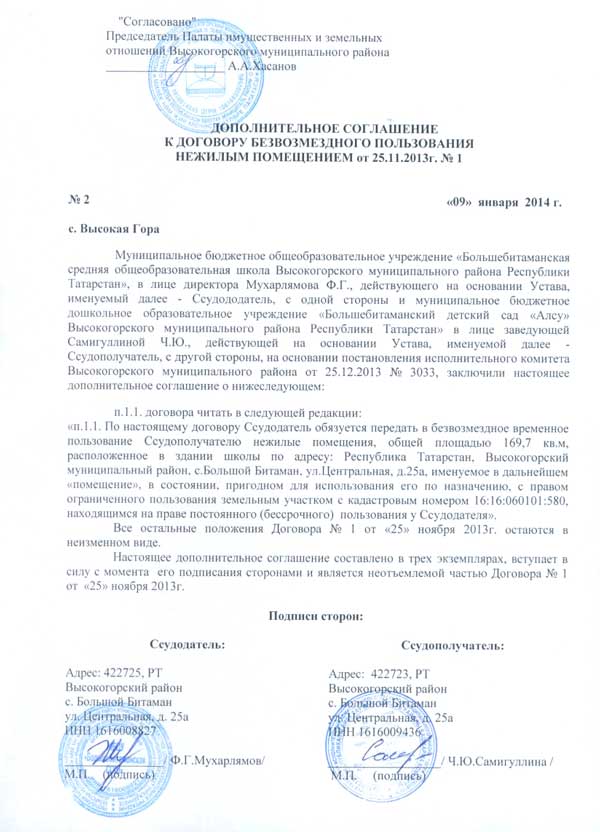 "Согласовано"
Председатель Палаты имущественных и земельных
отношений Высокогорского муниципального района
А.А.Хасанов
ДОПОЛНИТЕЛЬНОЕ СОГЛАШЕНИЕ
К ДОГОВОРУ БЕЗВОЗМЕЗДНОГО ПОЛЬЗОВАНИЯ
НЕЖИЛЫМ ПОМЕЩЕНИЕМ от 25.11.2013г. № 1
№ 2 «09» января 2014 г.
с. Высокая Гора
Муниципальное бюджетное общеобразовательное учреждение «Большебитаманская
средняя общеобразовательная школа Высокогорского муниципального района Республики
Татарстан», в лице директора Мухарлямова Ф.Г., действующего на основании Устава,
именуемый далее - Ссудододатель, с одной стороны и муниципальное бюджетное
дошкольное образовательное учреждение «Большебитаманский детский сад «Алсу»
Высокогорского муниципального района Республики Татарстан» в лице заведующей
Самигуллиной Ч.Ю., действующей на основании Устава, именуемой далее -
Ссудополучатель, с другой стороны, на основании постановления исполнительного комитета
Высокогорского муниципального района от 25.12.2013 № 3033, заключили настоящее
дополнительное соглашение о нижеследующем:
п.1.1. договора читать в следующей редакции:
«п.1.1. По настоящему договору Ссудодатель обязуется передать в безвозмездное временное
пользование Ссудополучателю нежилые помещения, общей площадью 169,7 кв.м,
расположенное в здании школы по адресу: Республика Татарстан, Высокогорский
муниципальный район, с.Большой Битаман, ул.Центральная, д.25а, именуемое в дальнейшем
«помещение», в состоянии, пригодном для использования его по назначению, с правом
ограниченного пользования земельным участком с кадастровым номером 16:16:060101:580,
находящимся на праве постоянного (бессрочного) пользования у Ссудодателя».
Все остальные положения Договора № 1 от «25» ноября 2013г. остаются в
неизменном виде.
Настоящее дополнительное соглашение составлено в трех экземплярах, вступает в
силу с момента его подписания сторонами и является неотъемлемой частью Договора № 1
от «25» ноября 2013г.
Подписи сторон:
Ссудодатель: Ссудополучатель:
Адрес: 422725, РТ Адрес: 422723, РТ
Высокогорский район Высокогорский район
с. Большой Битаман с. Большой Битаман
ул. Центральная, д. 25а ул. Центральная, д. 25а
ИНН 1616008827 ИНН 1616009436
/ Ф.Г.Мухарлямов/ / Ч.Ю.Самигуллина /
М.П. (подпись) М.П. (подпись)